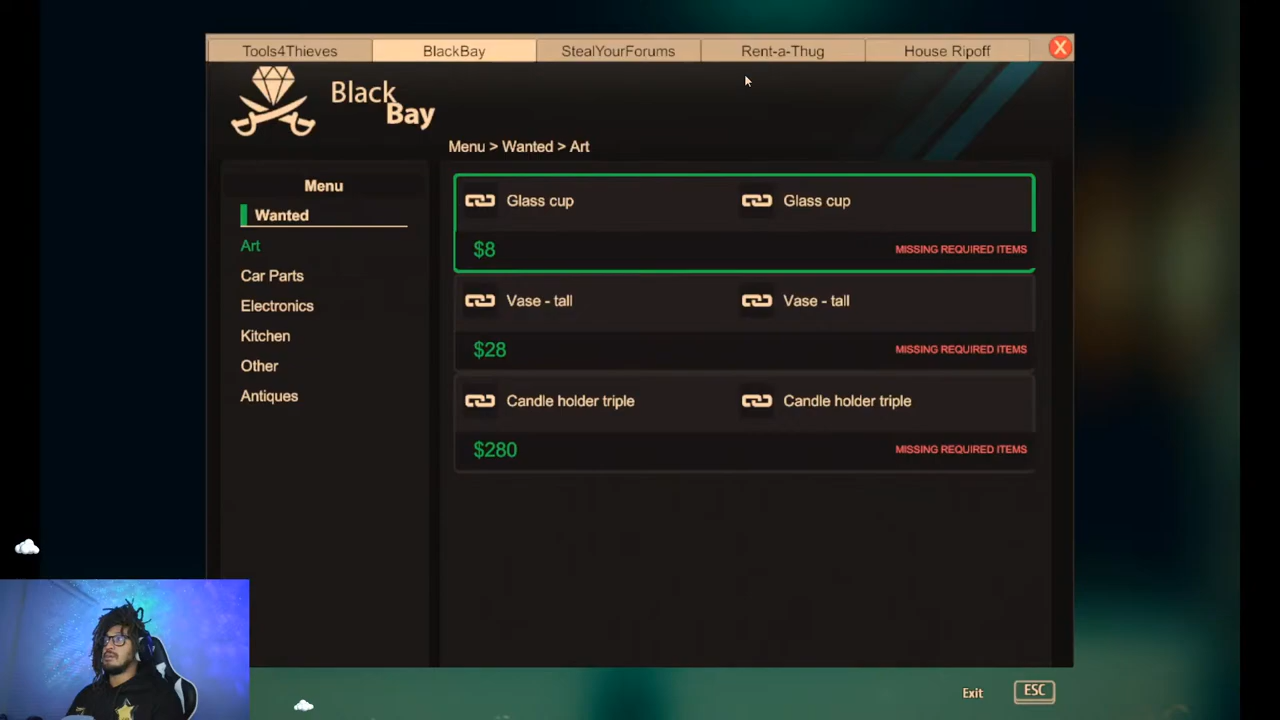 Tools4Thieves BlackBay StealYourForums Rent-a-Thug House Ripoff X
Black
Bay
Menu > Wanted > Art
Menu
Wanted
Art
Car Parts
Electronics
Kitchen
Other
Antiques
Glass cup Glass cup
$8 MISSING REQUIRED ITEMS
Vase - tall Vase - tall
$28 MISSING REQUIRED ITEMS
Candle holder triple Candle holder triple
$280 MISSING REQUIRED ITEMS
Exit ESC